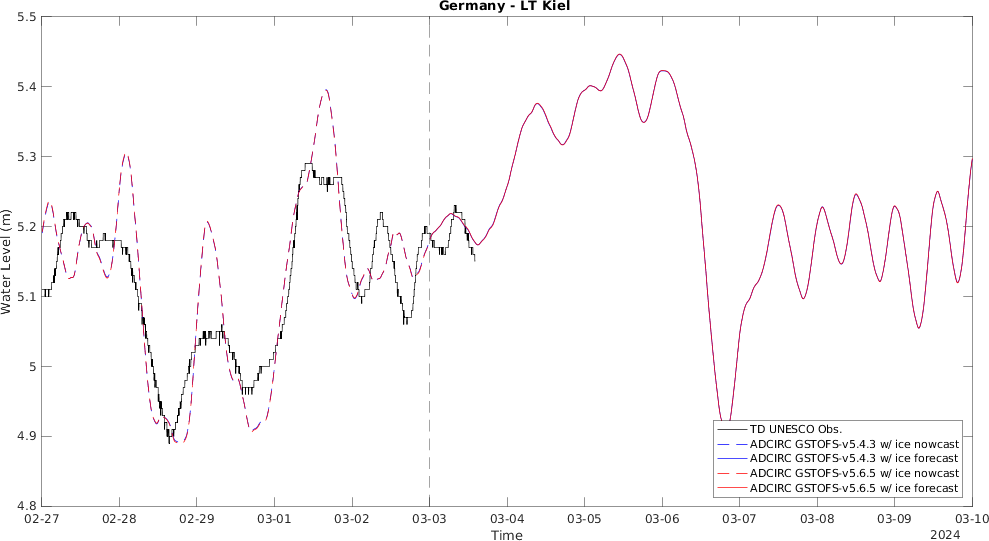 Germany - LT Kiel
5.5
5.4
5.3
5.2
5.1
5
4.9
4.8
Water Level (m)
02-27 02-28 02-29 03-01 03-02 03-03 03-04 03-05 03-06 03-07 03-08 03-09 03-10
Time
2024
TD UNESCO Obs.
ADCIRC GSTOFS-v5.4.3 w/ ice nowcast
ADCIRC GSTOFS-v5.4.3 w/ ice forecast
ADCIRC GSTOFS-v5.6.5 w/ ice nowcast
ADCIRC GSTOFS-v5.6.5 w/ ice forecast